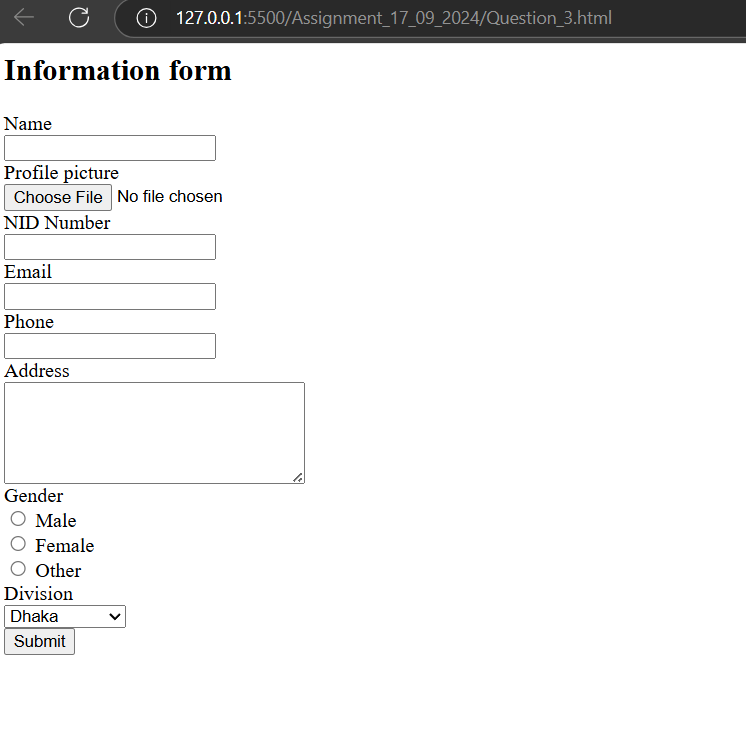 127.0.0.1:5500/Assignment_17_09_2024/Question_3.html
Information form
Name
Profile picture
Choose File No file chosen
NID Number
Email
Phone
Address
Gender
Male
Female
Other
Division
Dhaka
Submit